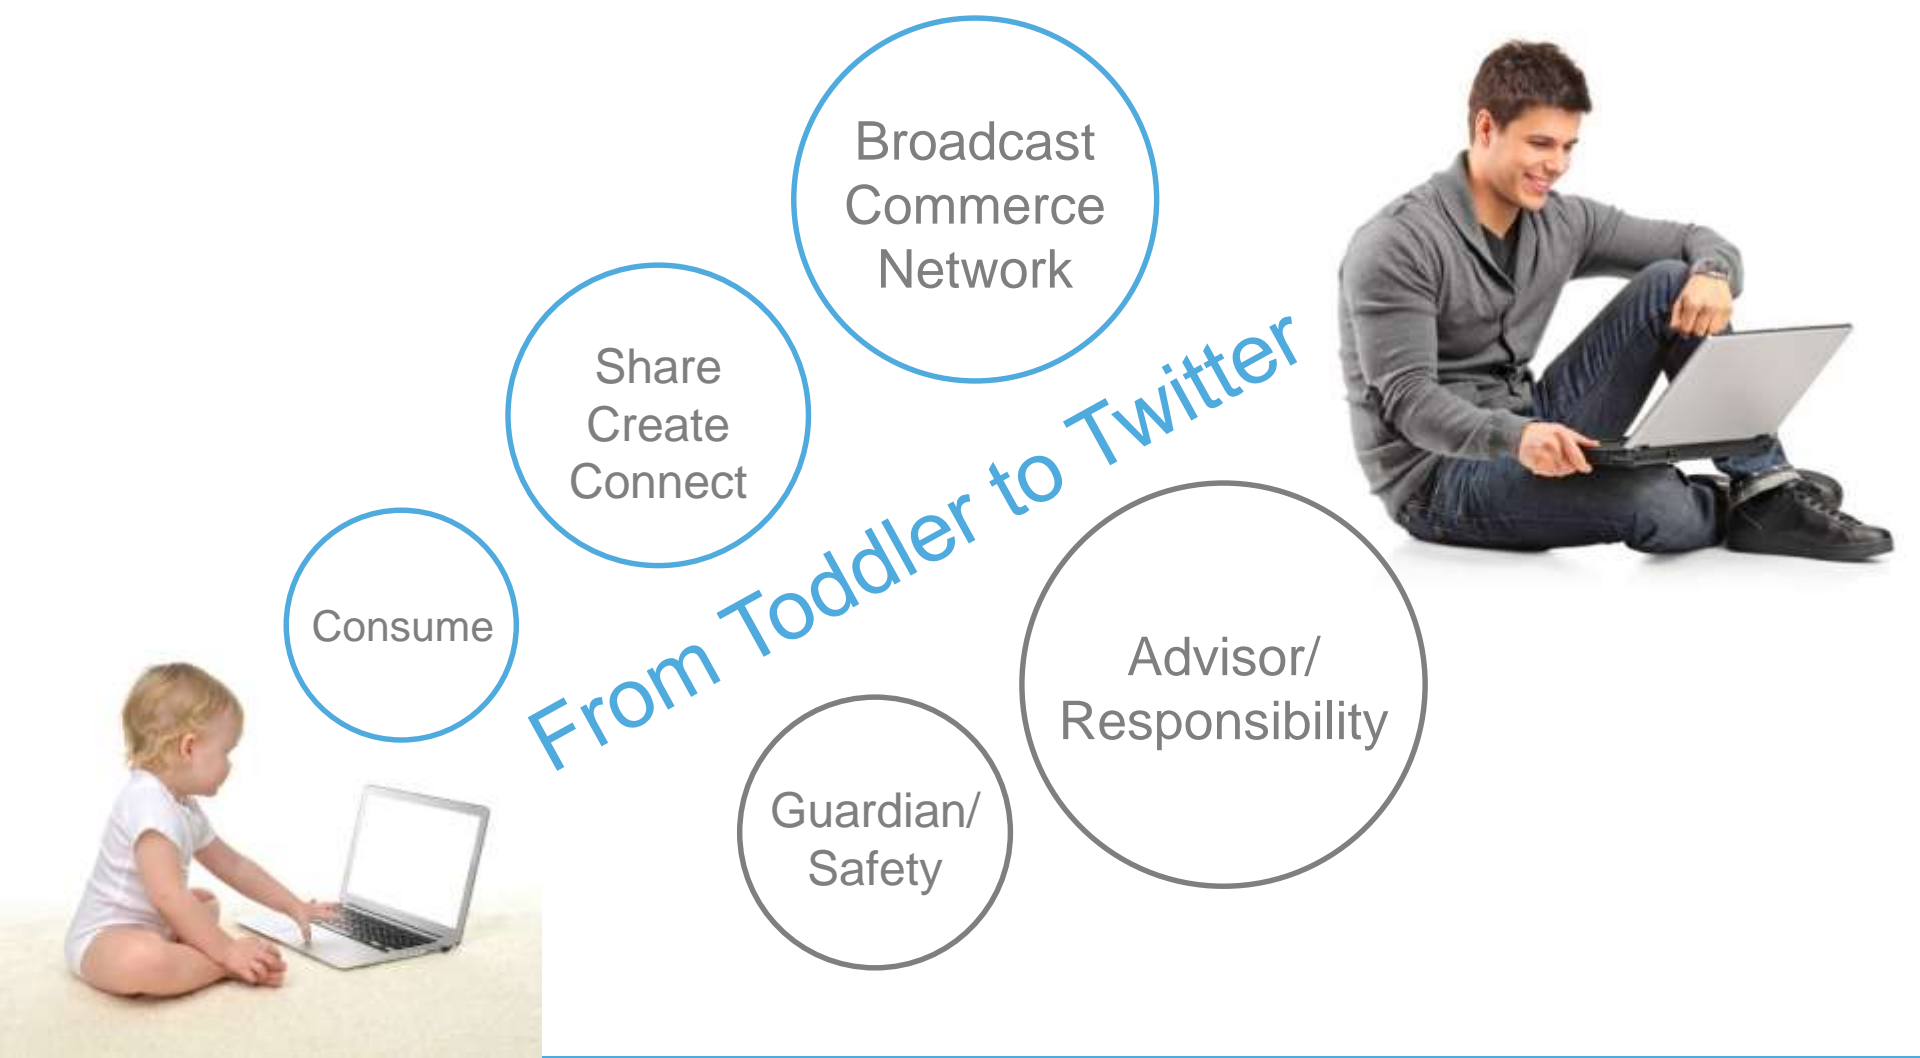 Broadcast
Commerce
Network
Share
Create
Connect
Consume
From Toddler to Twitter
Advisor/
Responsibility
Guardian/
Safety